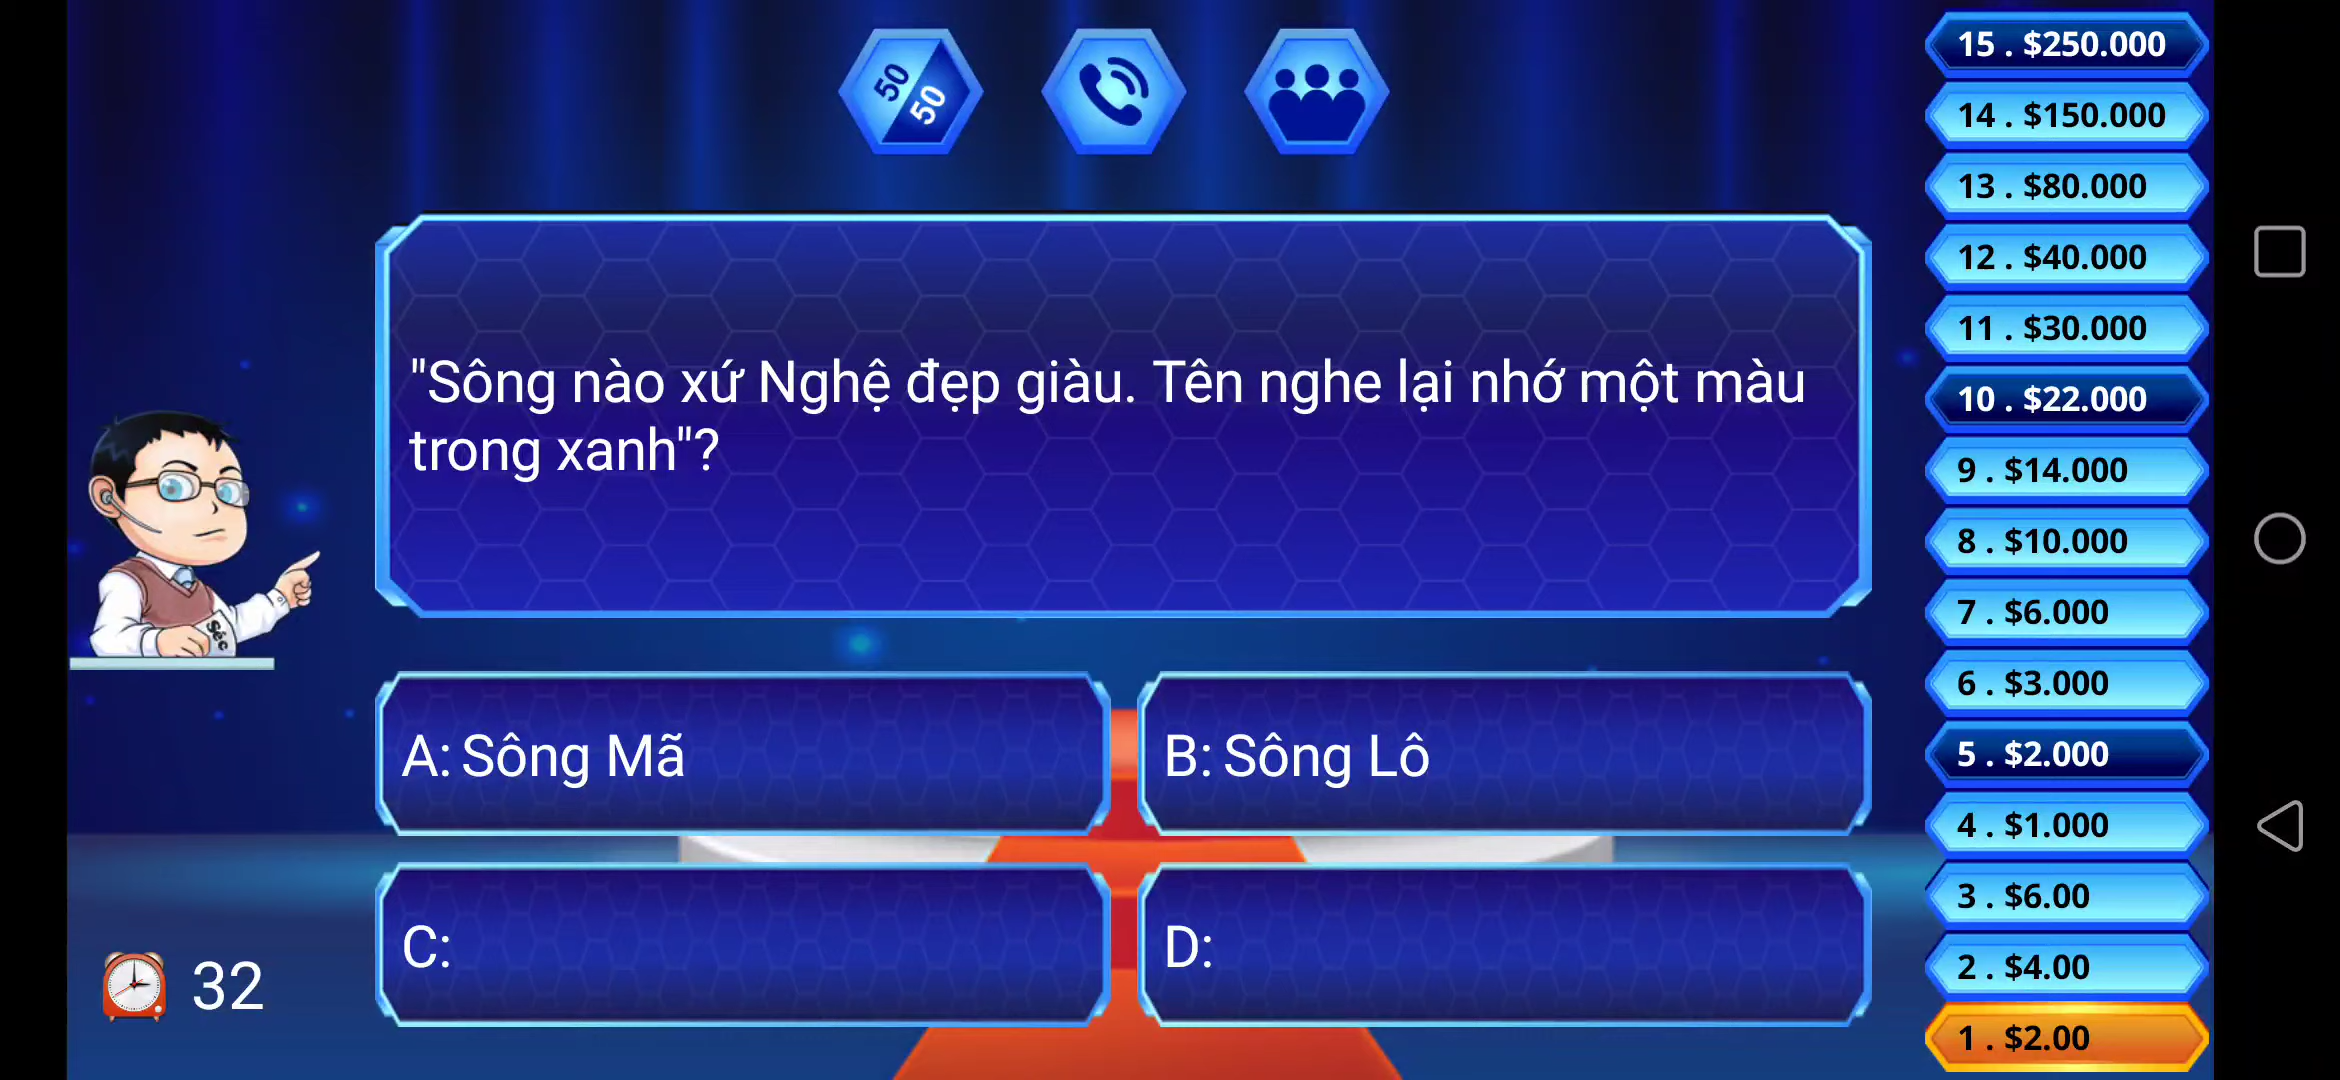 50
50
"Sông nào xứ Nghệ đẹp giàu. Tên nghe lại nhớ một màu
trong xanh"?
A: Sông Mã
B: Sông Lô
C:
D:
32
Séc
15 . $250.000
14 . $150.000
13 . $80.000
12 . $40.000
11 . $30.000
10 . $22.000
9 . $14.000
8 . $10.000
7 . $6.000
6 . $3.000
5 . $2.000
4 . $1.000
3 . $6.00
2 . $4.00
1 . $2.00